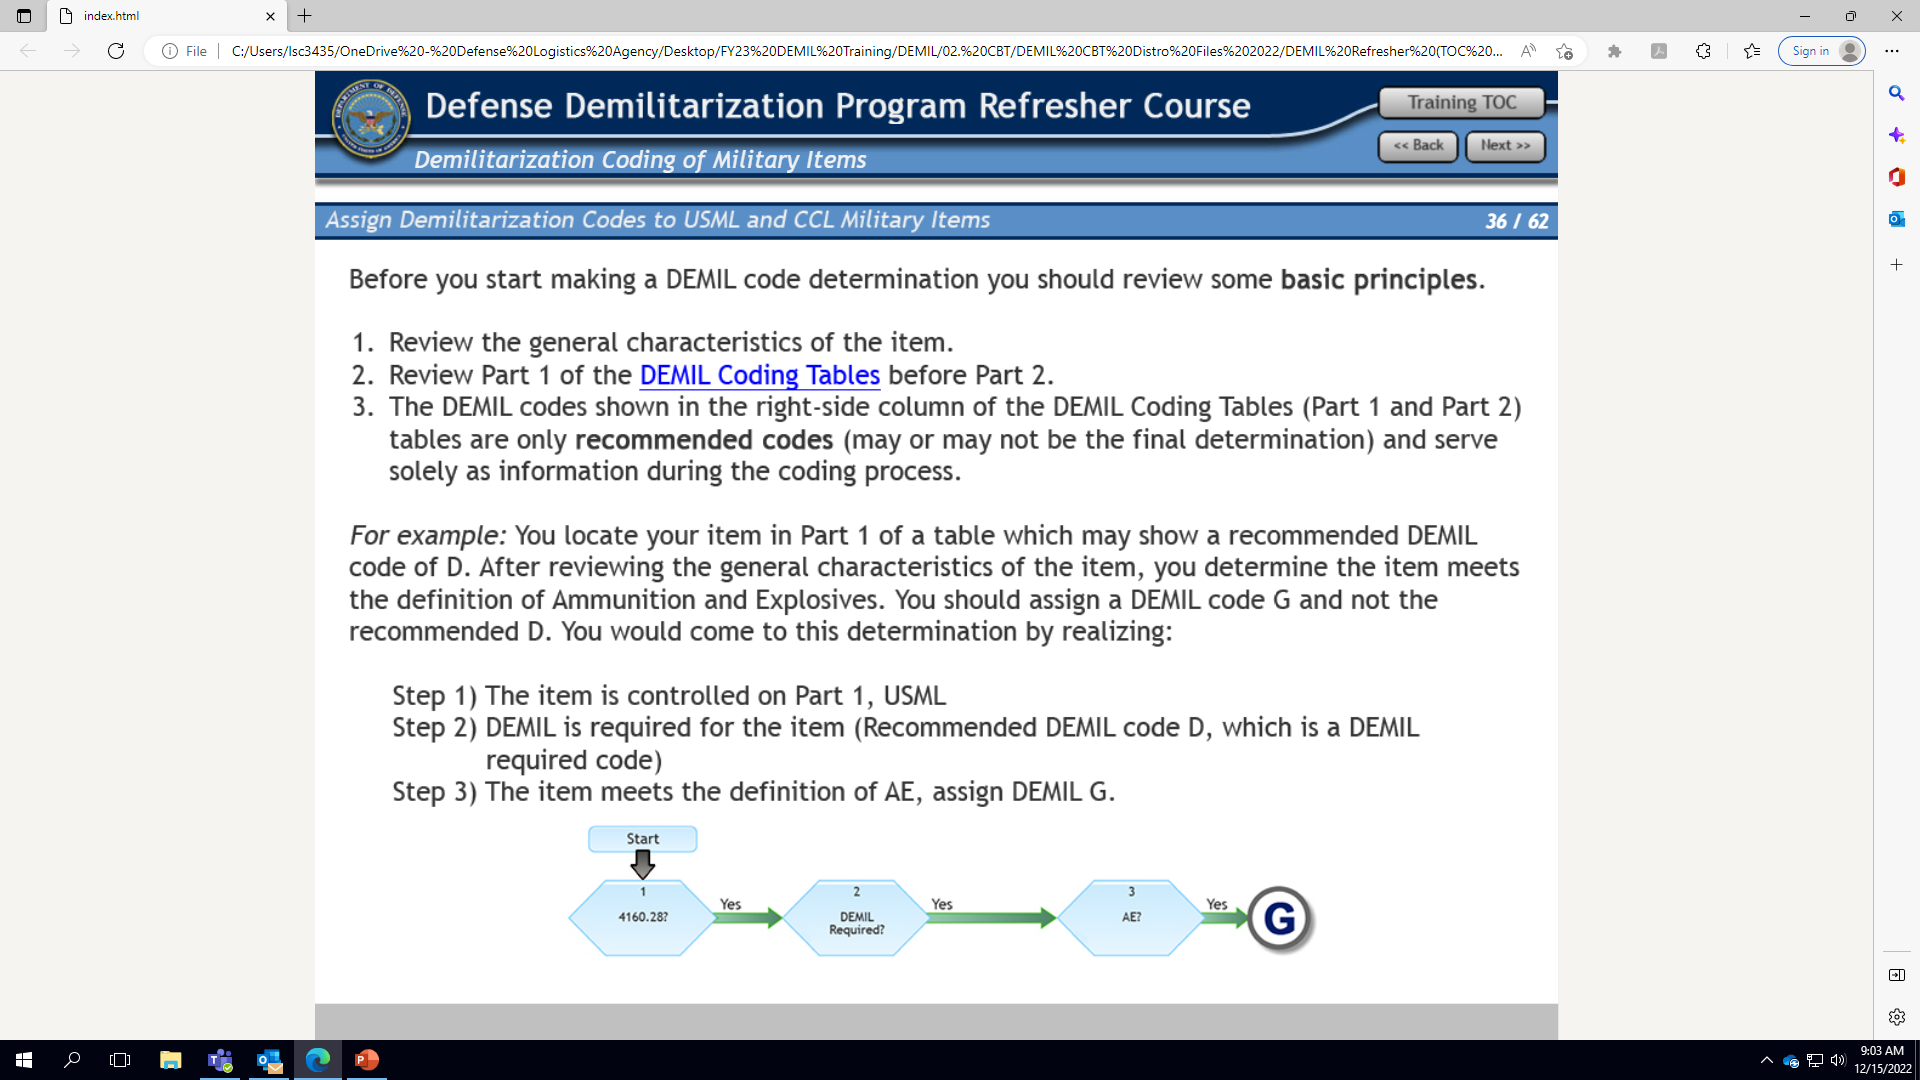 index.html
File
C:/Users/lsc3435/OneDrive%20-%20Defense%20Logistics%20Agency/Desktop/FY23%20DEMIL%20Training/DEMIL/02.%20CBT/DEMIL%20CBT%20Distro%20Files%202022/DEMIL%20Refresher%20(TOC%20...
Sign in
Defense Demilitarization Program Refresher Course
Training TOC
<< Back
Next >>
Demilitarization Coding of Military Items
Assign Demilitarization Codes to USML and CCL Military Items
36 / 62
Before you start making a DEMIL code determination you should review some basic principles.
1. Review the general characteristics of the item.
2. Review Part 1 of the DEMIL Coding Tables before Part 2.
3. The DEMIL codes shown in the right-side column of the DEMIL Coding Tables (Part 1 and Part 2)
tables are only recommended codes (may or may not be the final determination) and serve
solely as information during the coding process.
For example: You locate your item in Part 1 of a table which may show a recommended DEMIL
code of D. After reviewing the general characteristics of the item, you determine the item meets
the definition of Ammunition and Explosives. You should assign a DEMIL code G and not the
recommended D. You would come to this determination by realizing:
Step 1) The item is controlled on Part 1, USML
Step 2) DEMIL is required for the item (Recommended DEMIL code D, which is a DEMIL
required code)
Step 3) The item meets the definition of AE, assign DEMIL G.
Start
1
4160.28?
Yes
2
DEMIL
Required?
Yes
3
AE?
Yes
G
9:03 AM
12/15/2022